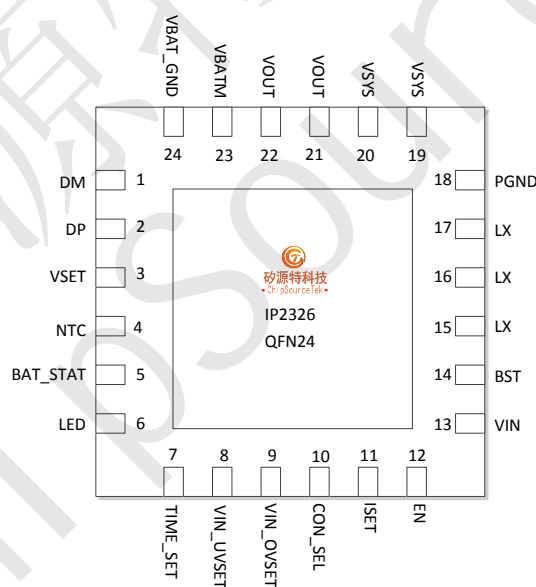 VBAT_GND
VBATM
VOUT
VOUT
VSYS
VSYS
24
23
22
21
20
19
DM
1
18
PGND
DP
2
17
LX
VSET
3
16
LX
NTC
4
15
LX
BAT_STAT
5
14
BST
LED
6
13
VIN
矽源特科技
ChipSourceTek
IP2326
QFN24
7
8
9
10
11
12
TIME_SET
VIN_UVSET
VIN_OVSET
CON_SEL
ISET
EN